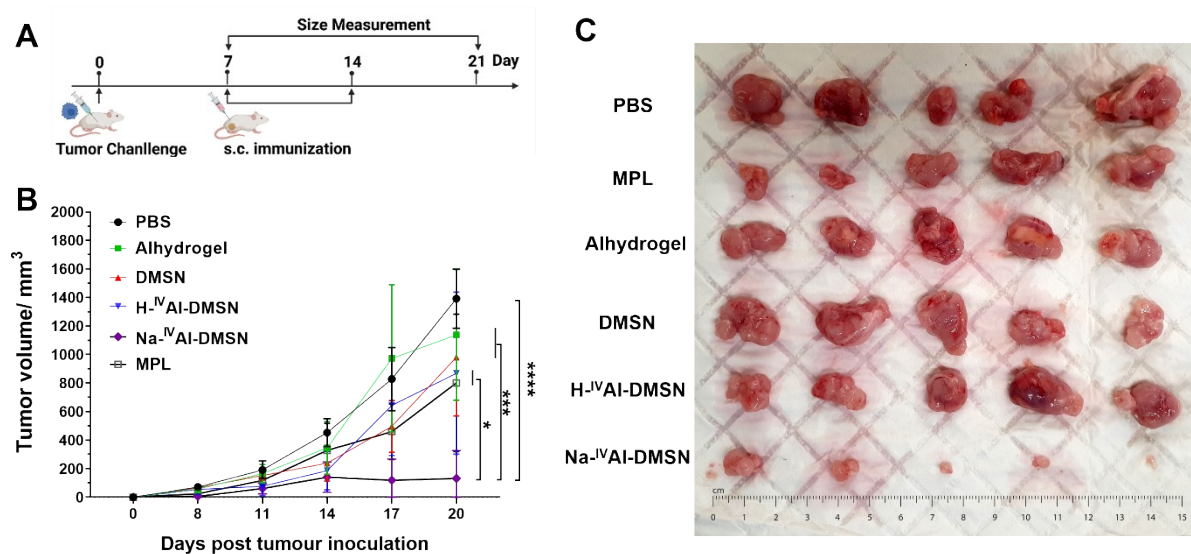 A
Size Measurement
0
7
14
21
Day
Tumor Chanllenge
s.c. immunization
B
Tumor volume/ mm³
2000
1800
1600
1400
1200
1000
800
600
400
200
0
PBS
Alhydrogel
DMSN
H-ᴵⱽAl-DMSN
Na-ᴵⱽAl-DMSN
MPL
*
***
****
0
8
11
14
17
20
Days post tumour inoculation
C
PBS
MPL
Alhydrogel
DMSN
H-ᴵⱽAl-DMSN
Na-ᴵⱽAl-DMSN
cm
0 1 2 3 4 5 6 7 8 9 10 11 12 13 14 15